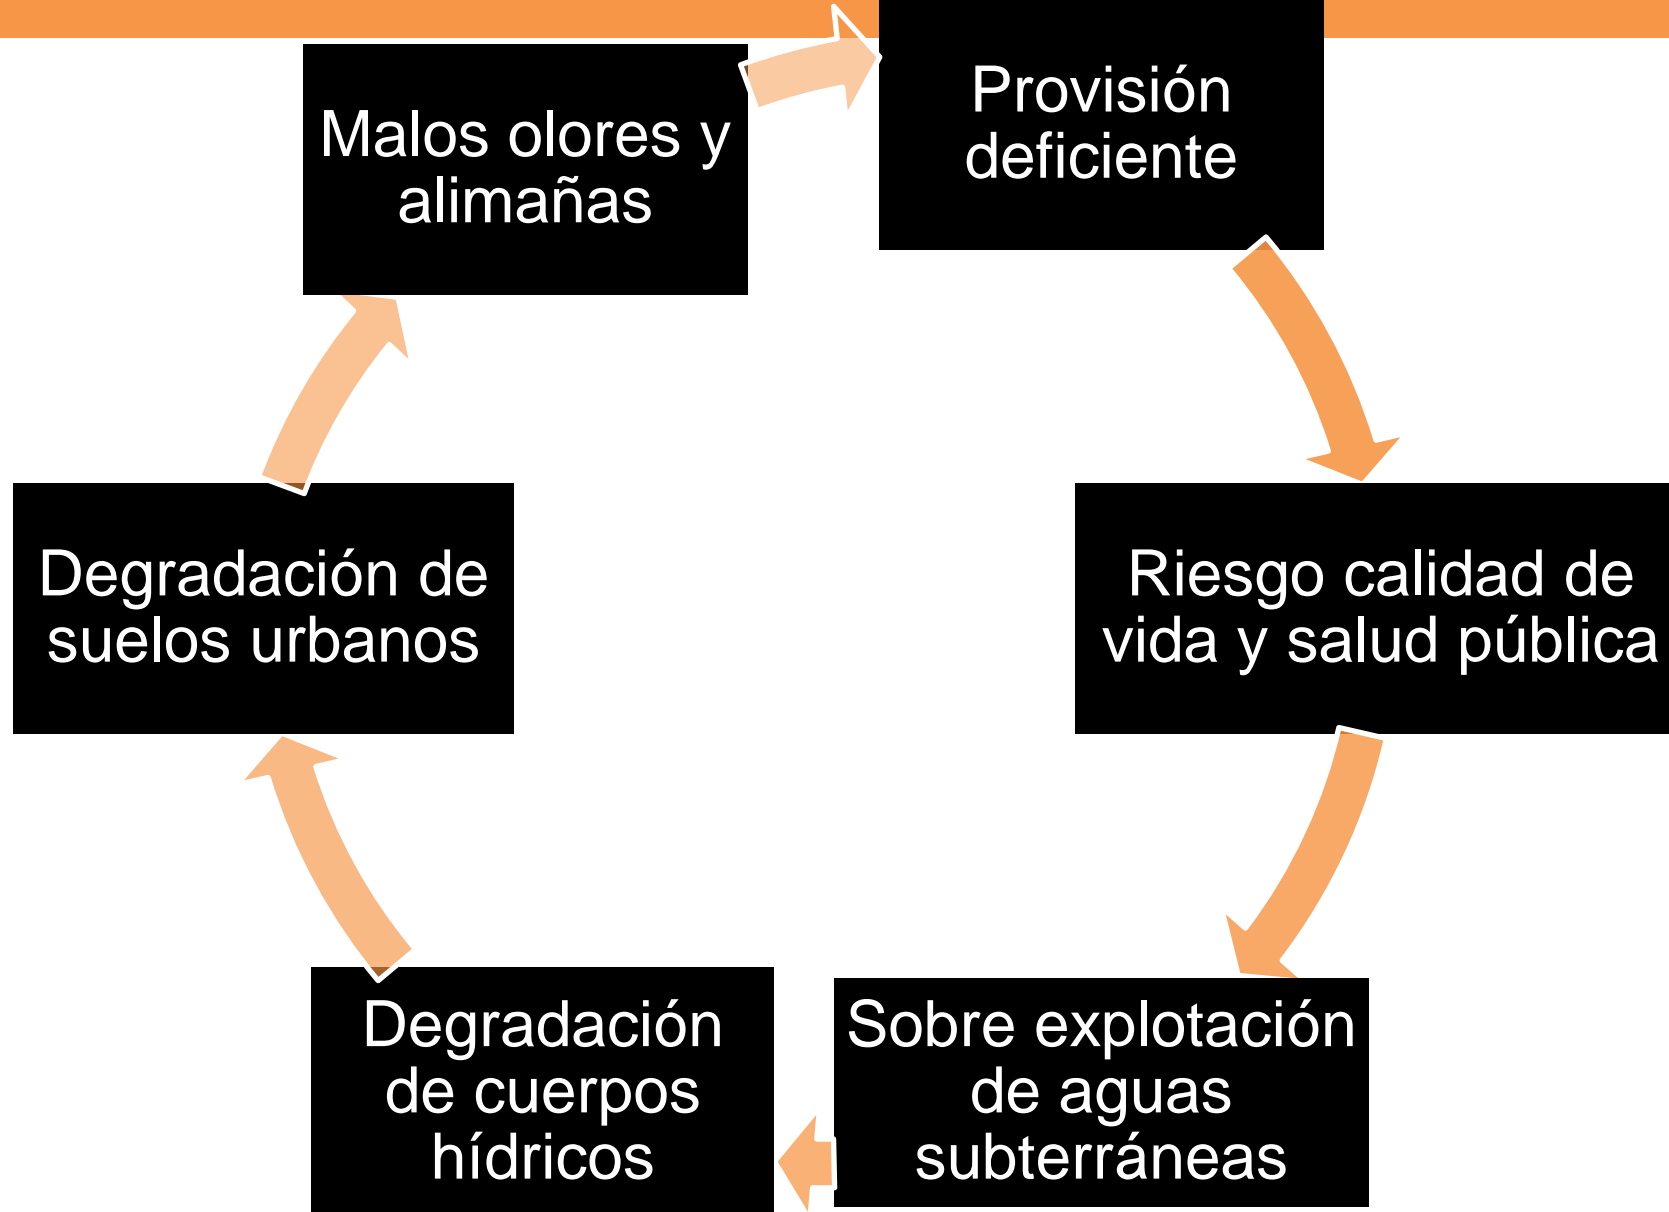 Provisión
deficiente
Riesgo calidad de
vida y salud pública
Sobre explotación
de aguas
subterráneas
Degradación
de cuerpos
hídricos
Degradación de
suelos urbanos
Malos olores y
alimañas